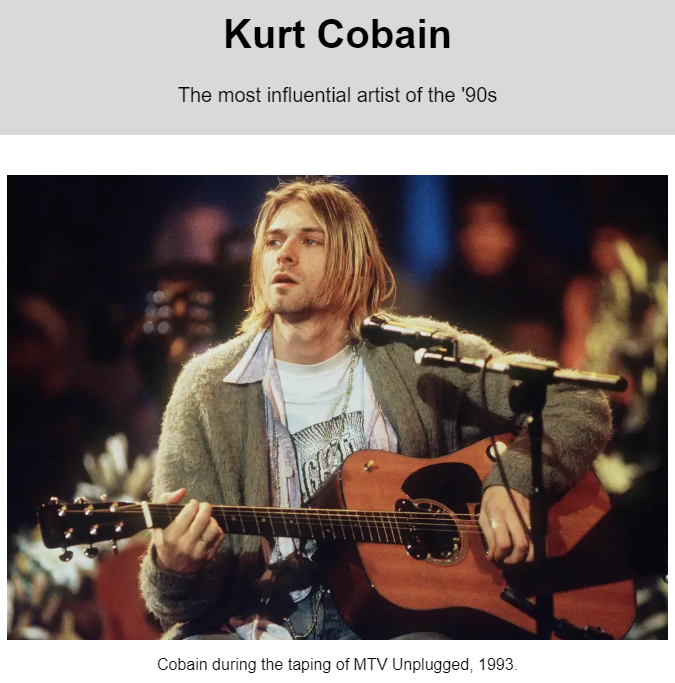 Kurt Cobain
The most influential artist of the '90s
Cobain during the taping of MTV Unplugged, 1993.